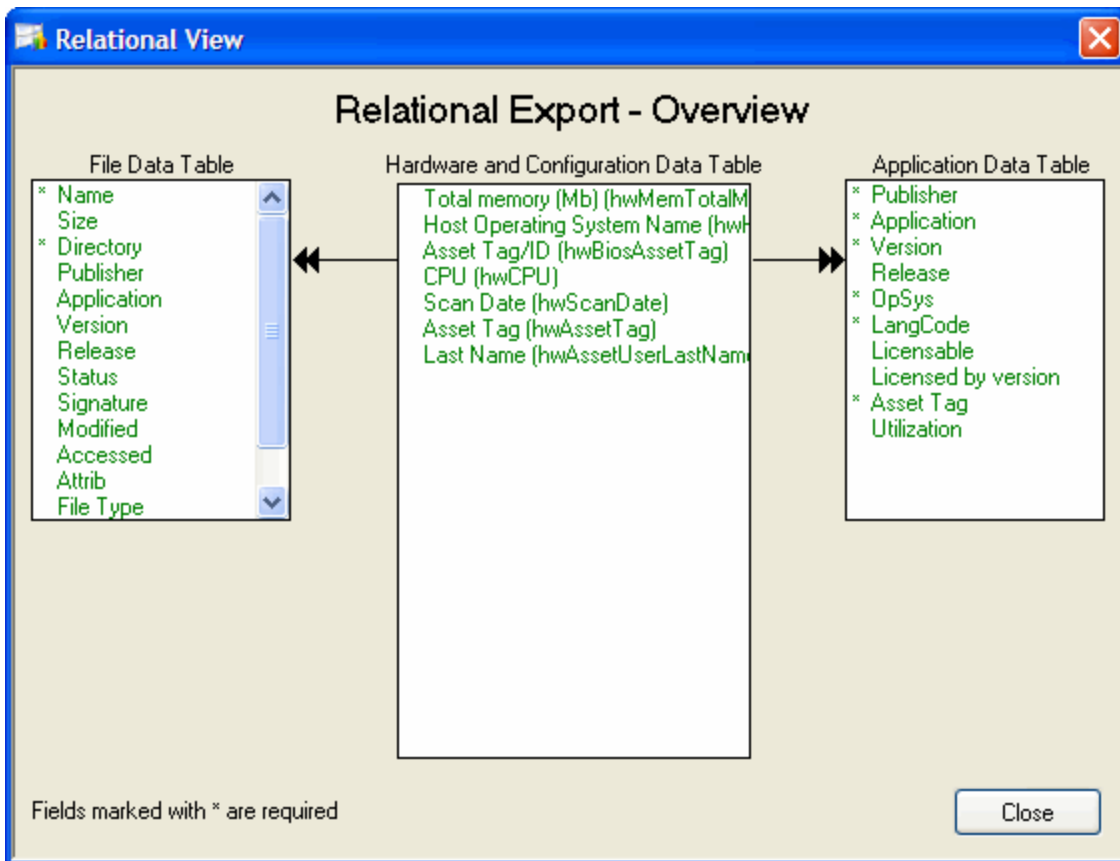 Relational View
Relational Export - Overview
File Data Table
* Name
Size
* Directory
Publisher
Application
Version
Release
Status
Signature
Modified
Accessed
Attrib
File Type
Hardware and Configuration Data Table
Total memory (Mb) (hwMemTotalM
Host Operating System Name (hwH
Asset Tag/ID (hwBiosAssetTag)
CPU (hwCPU)
Scan Date (hwScanDate)
Asset Tag (hwAssetTag)
Last Name (hwAssetUserLastName
Application Data Table
* Publisher
* Application
* Version
Release
* OpSys
* LangCode
Licensable
Licensed by version
* Asset Tag
Utilization
Fields marked with * are required
Close